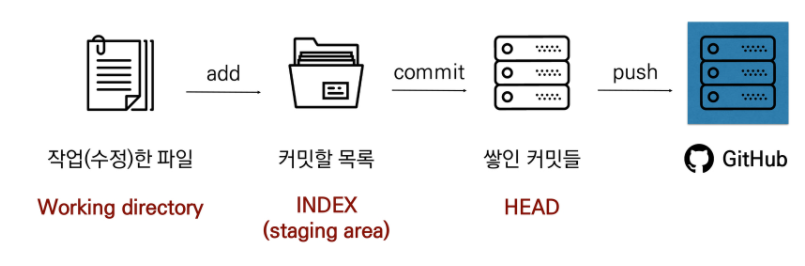 add
commit
push
작업(수정)한 파일
커밋할 목록
쌓인 커밋들
GitHub
Working directory
INDEX
(staging area)
HEAD